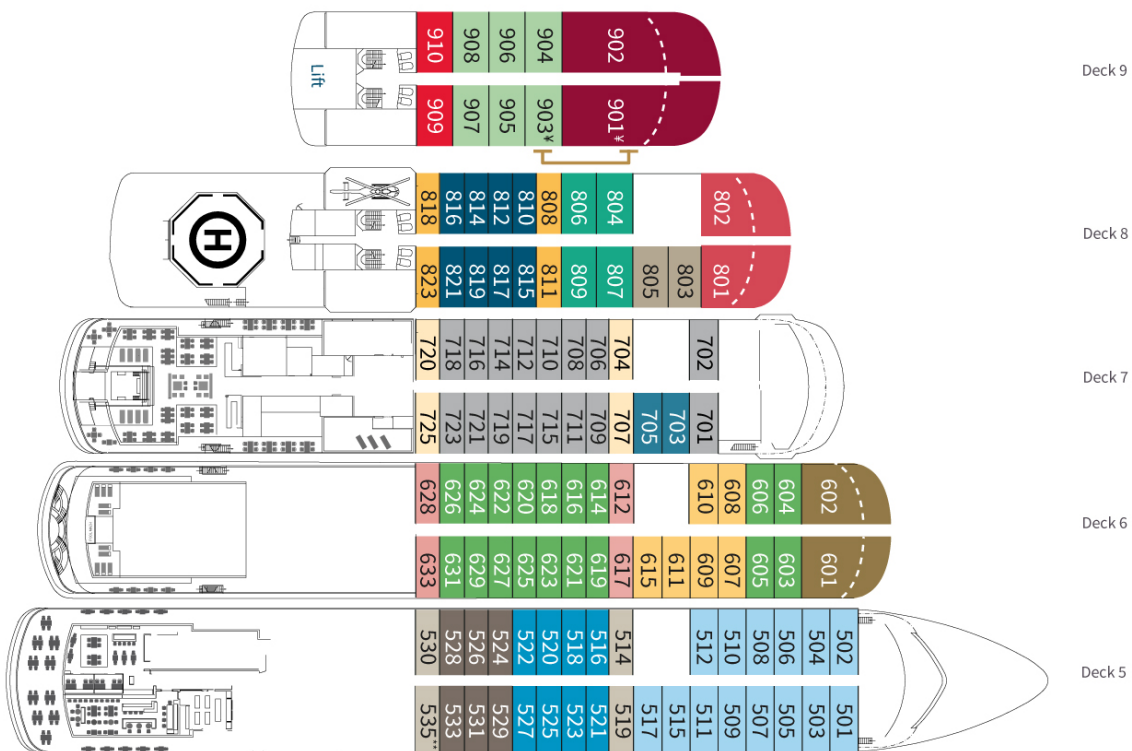 910 908 906 904 902
Lift
909 907 905 903¥ 901¥
Deck 9
818 816 814 812 810 808 806 804 802
H
823 821 819 817 815 811 809 807 805 803 801
Deck 8
720 718 716 714 712 710 708 706 704 702
725 723 721 719 717 715 711 709 707 705 703 701
Deck 7
628 626 624 622 620 618 616 614 612 610 608 606 604 602
633 631 629 627 625 623 621 619 617 615 611 609 607 605 603 601
Deck 6
530 528 526 524 522 520 518 516 514 512 510 508 506 504 502
535** 533 531 529 527 525 523 521 519 517 515 511 509 507 505 503 501
Deck 5